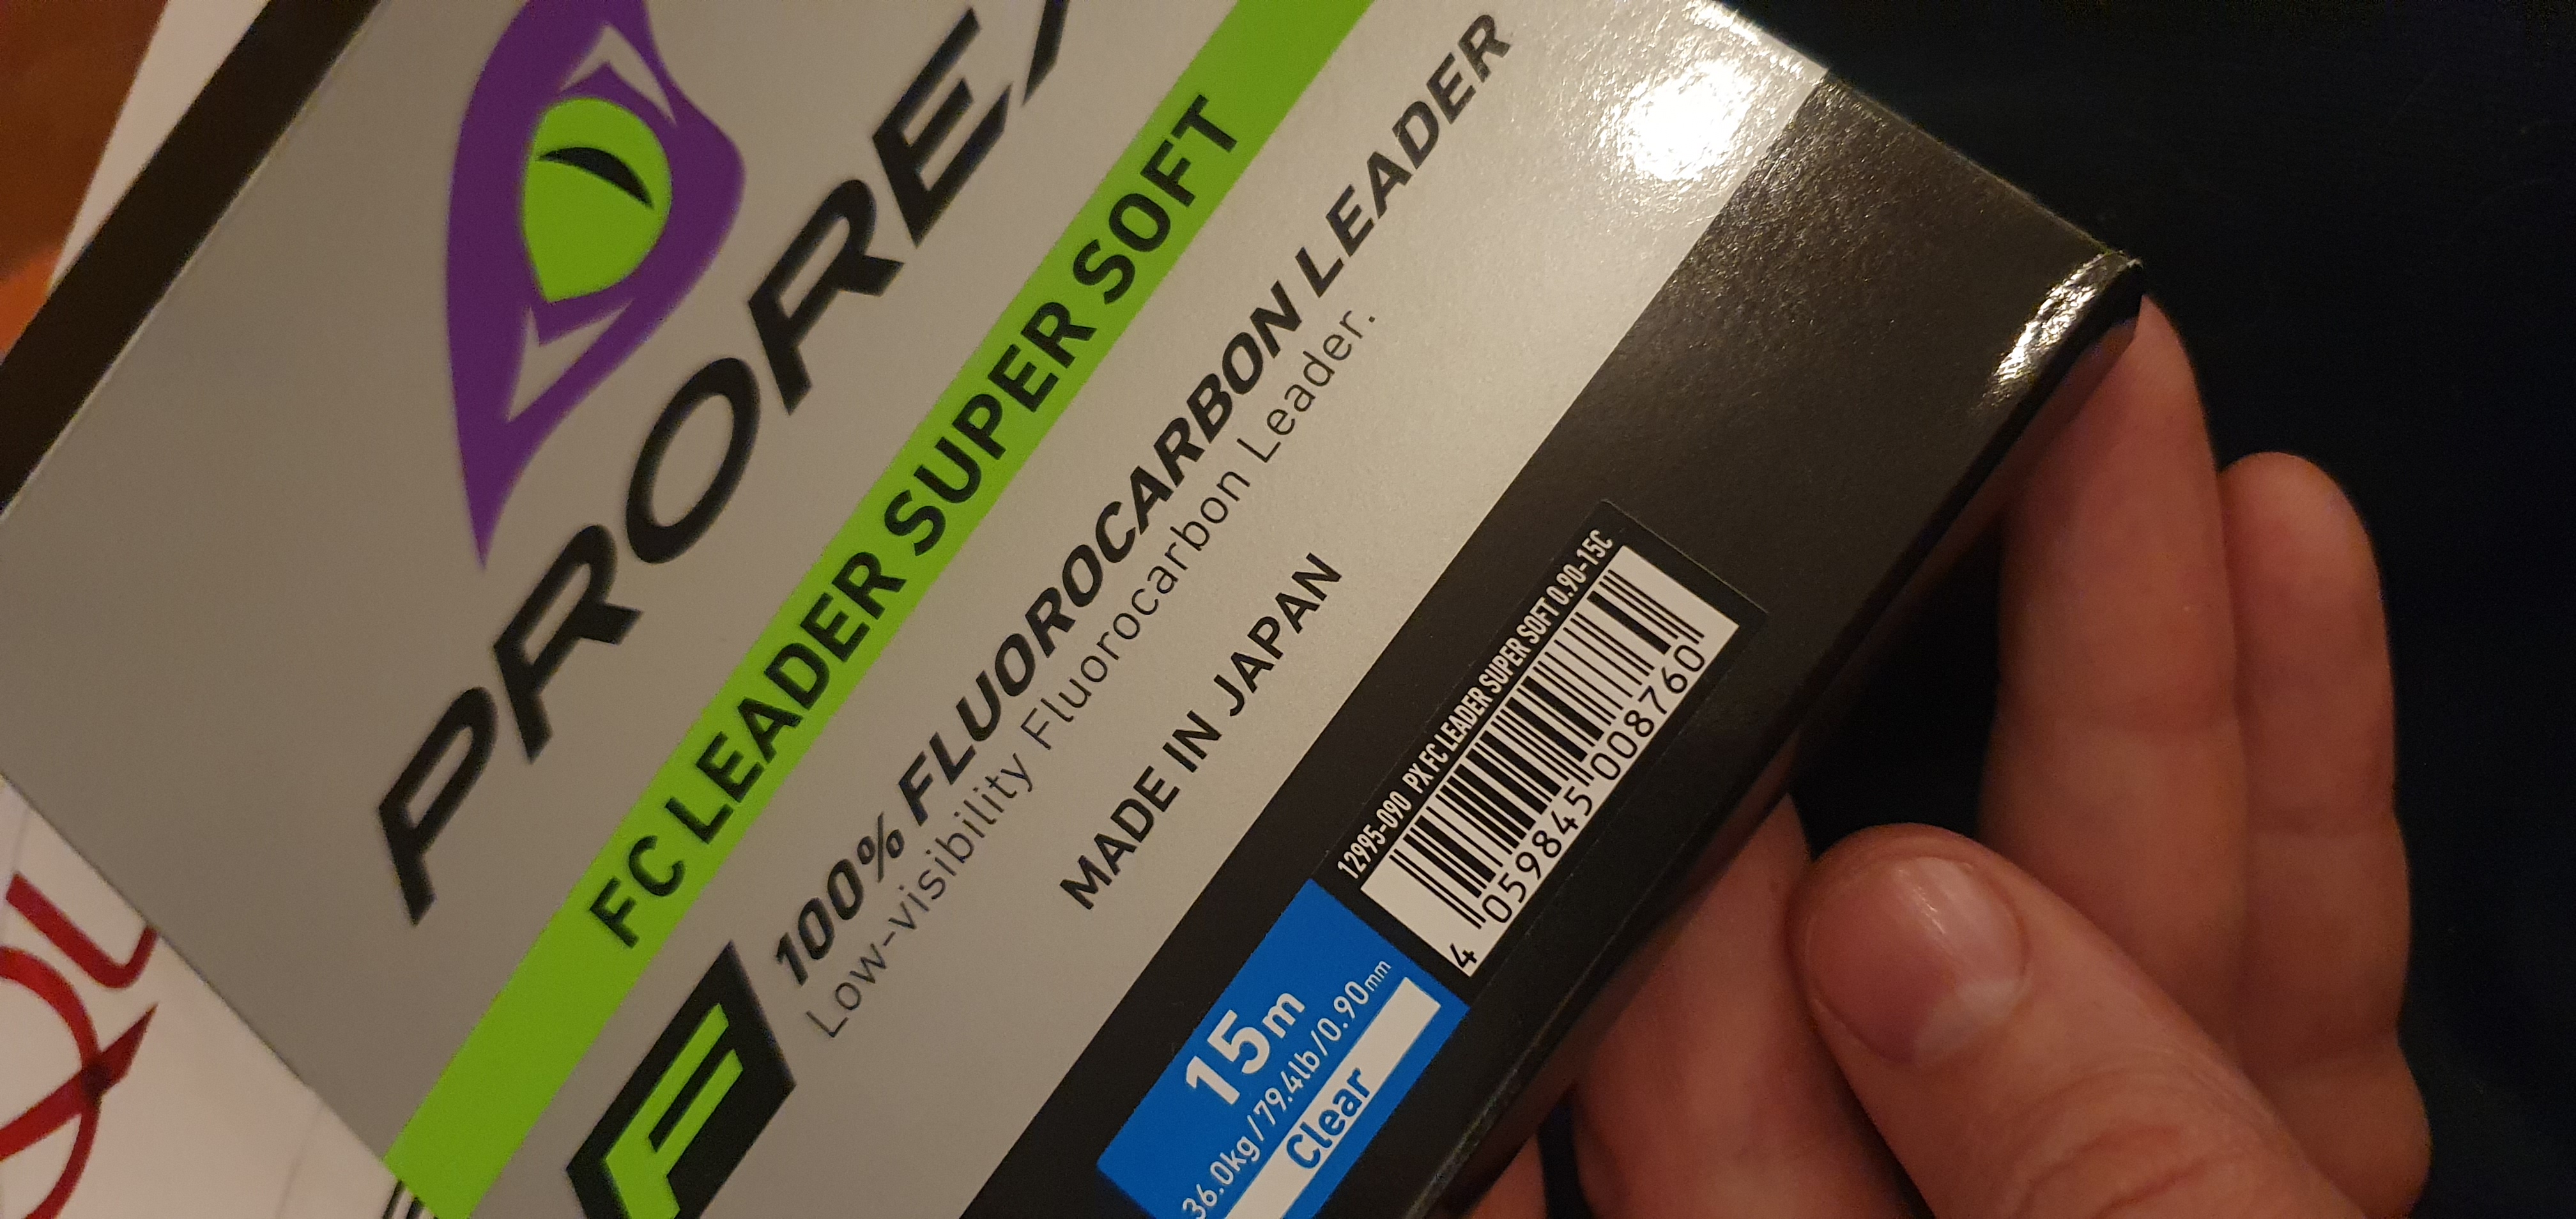 PROREX
FC LEADER SUPER SOFT
F
100% FLUOROCARBON LEADER
Low-visibility Fluorocarbon Leader.
MADE IN JAPAN
12995-090 PX FC LEADER SUPER SOFT 0.90-15C
4 059845 008760
15m
36.0kg/79.4lb/0.90mm
Clear